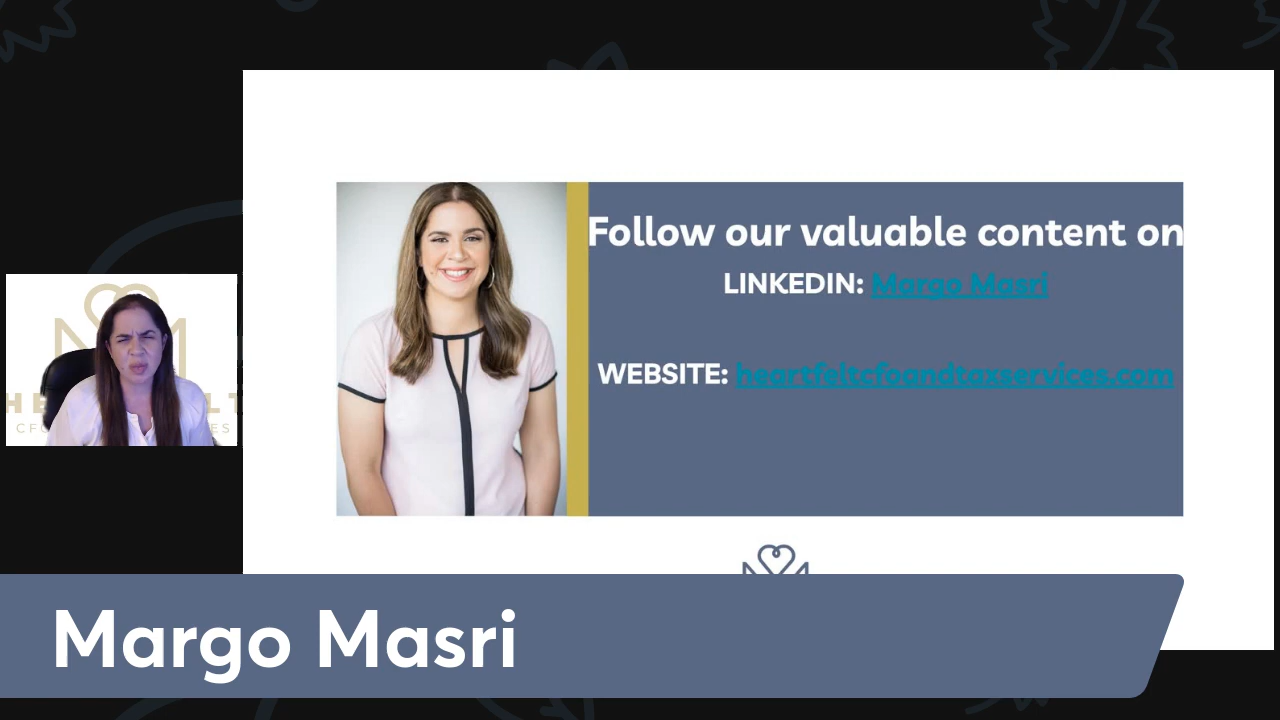 Follow our valuable content on
LINKEDIN: Margo Masri
WEBSITE: heartfeltcfoandtaxservices.com
Margo Masri